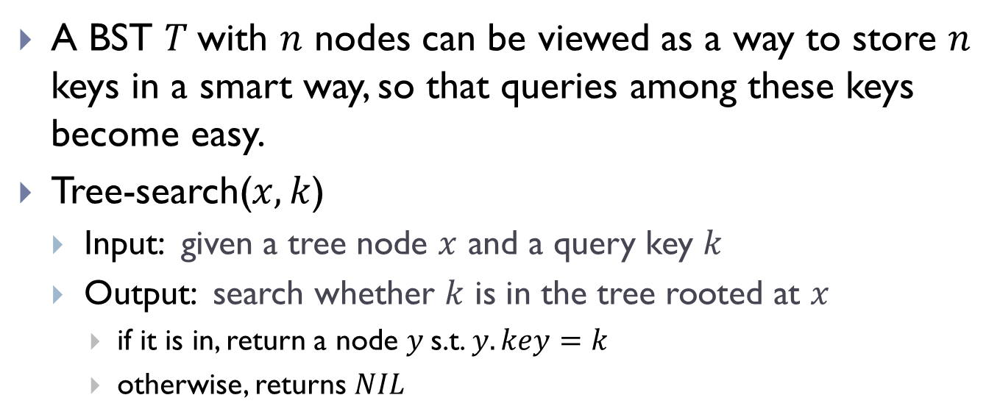 A BST T with n nodes can be viewed as a way to store n
keys in a smart way, so that queries among these keys
become easy.
Tree-search(x, k)
Input: given a tree node x and a query key k
Output: search whether k is in the tree rooted at x
if it is in, return a node y s.t. y.key = k
otherwise, returns NIL